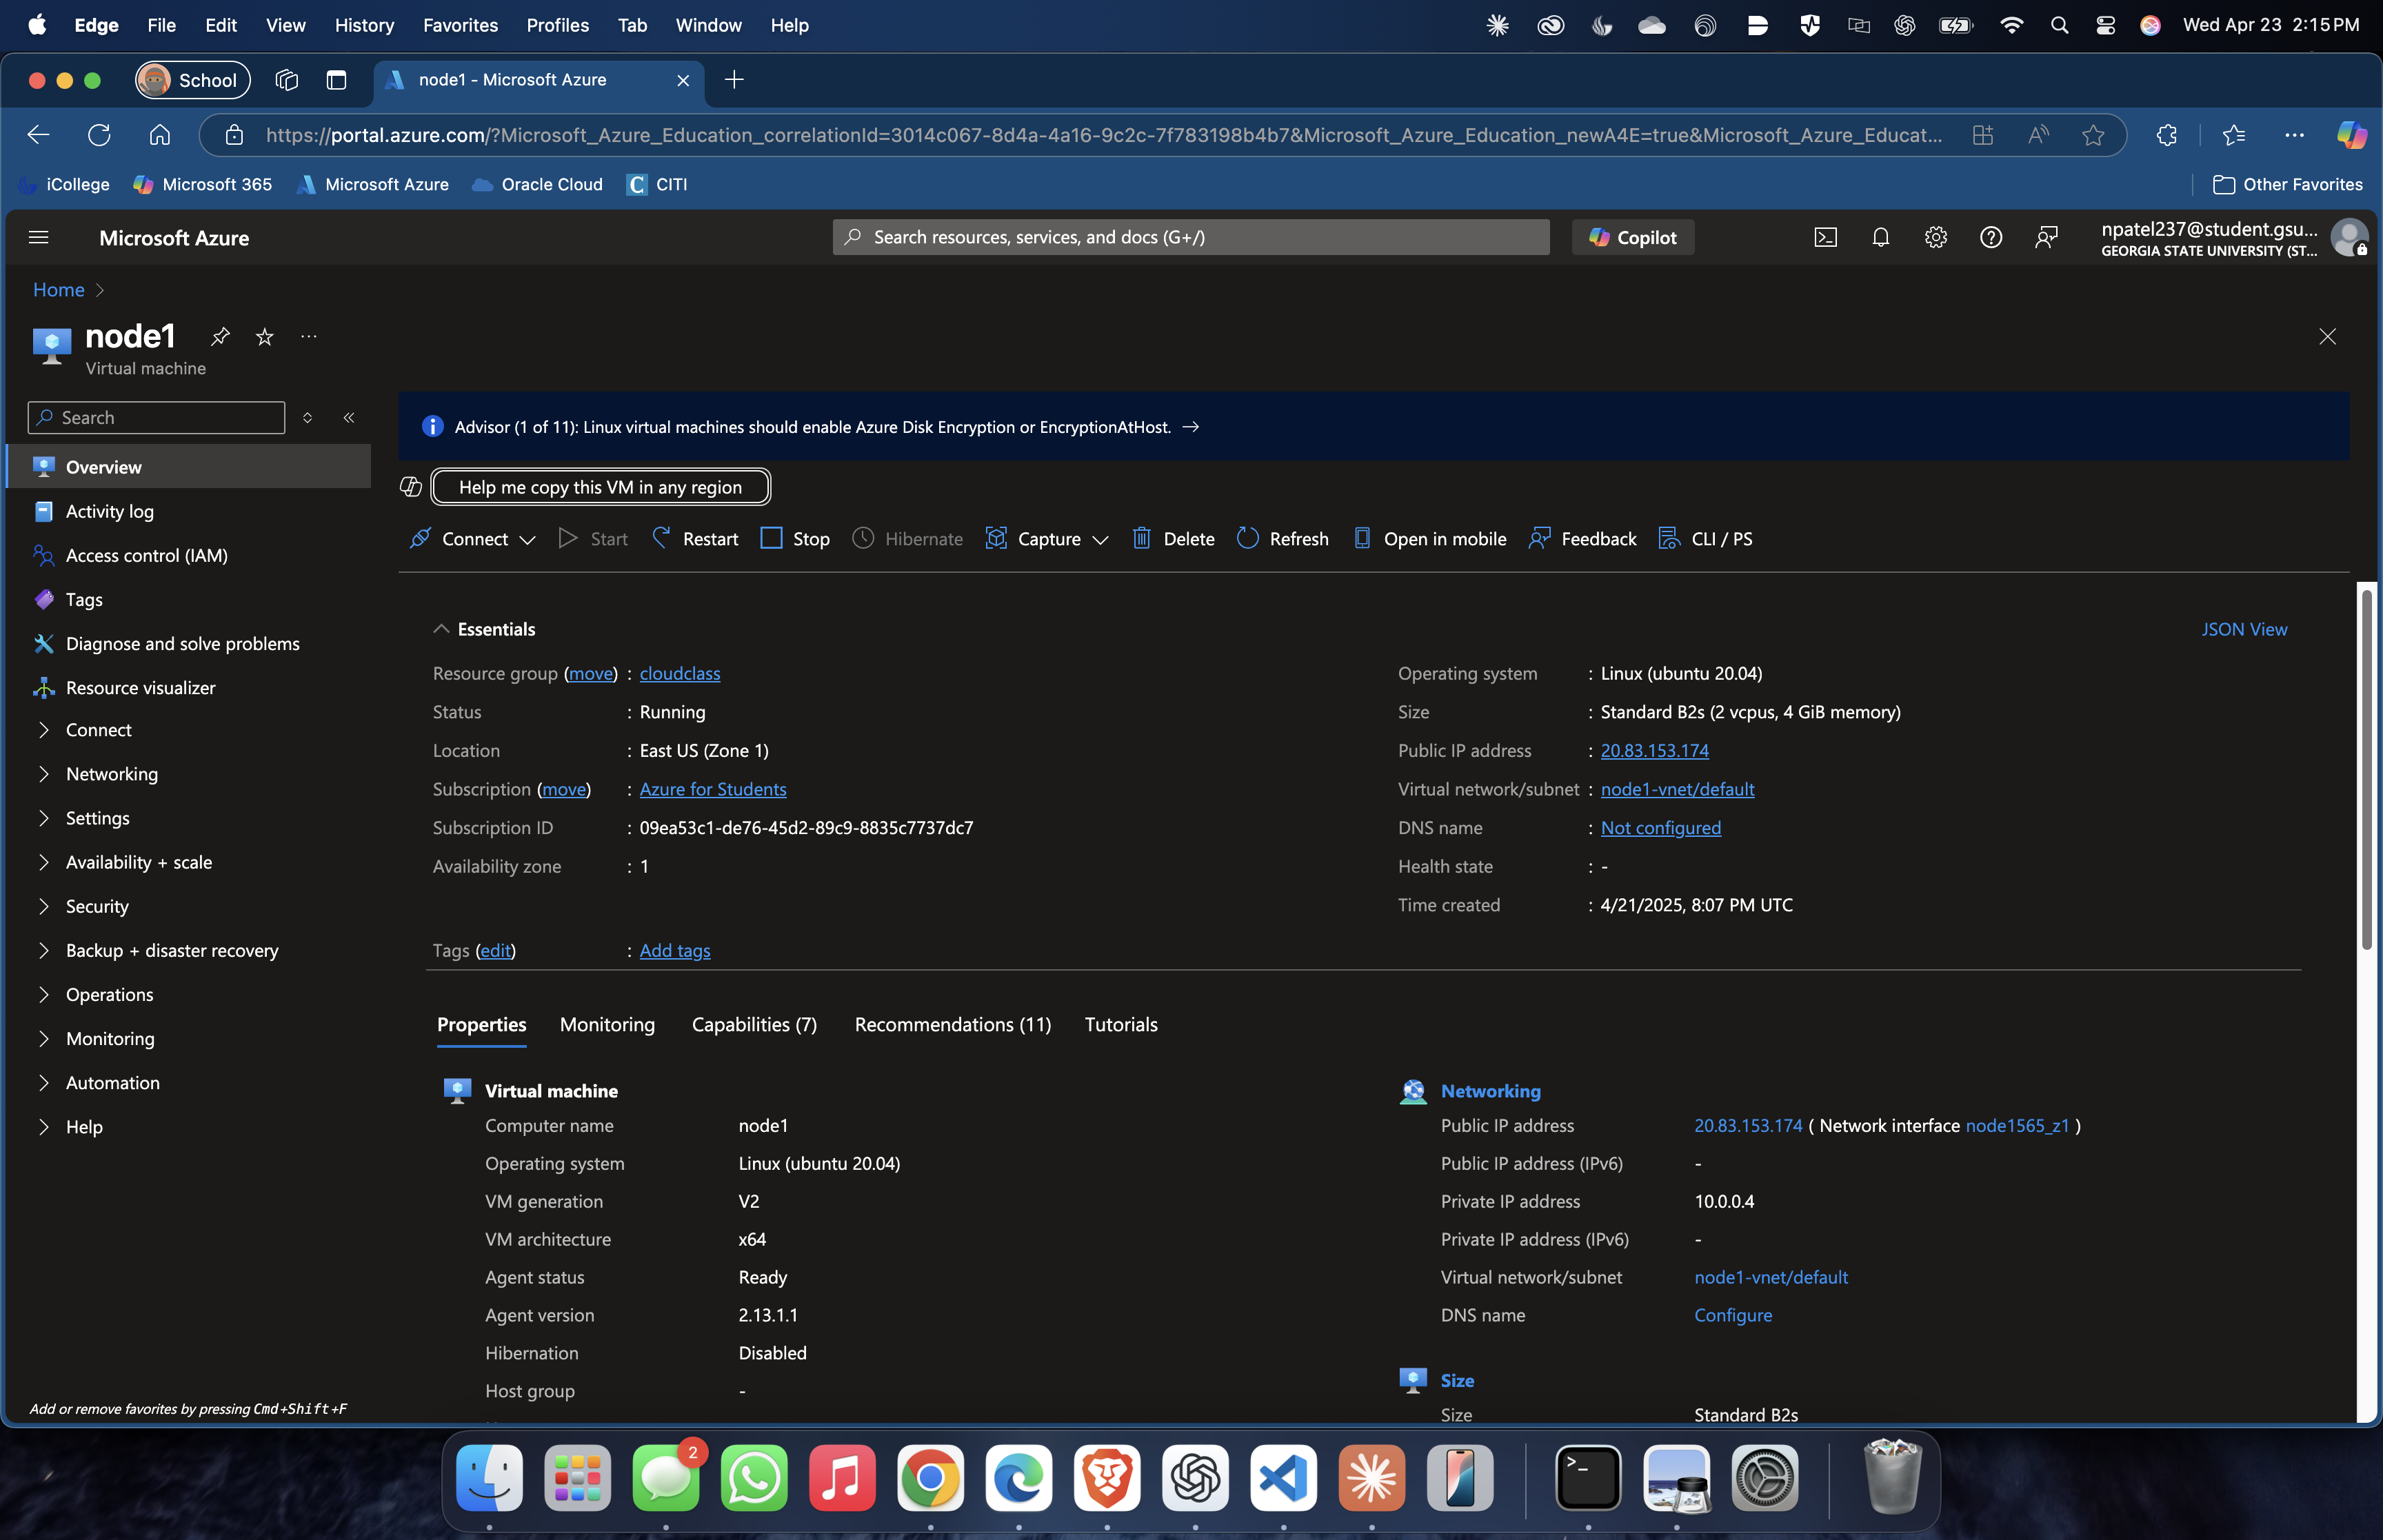 Edge File Edit View History Favorites Profiles Tab Window Help Wed Apr 23 2:15 PM
School node1 - Microsoft Azure
https://portal.azure.com/?Microsoft_Azure_Education_correlationId=3014c067-8d4a-4a16-9c2c-7f783198b4b7&Microsoft_Azure_Education_newA4E=true&Microsoft_Azure_Educat...
iCollege Microsoft 365 Microsoft Azure Oracle Cloud CITI Other Favorites
Microsoft Azure Search resources, services, and docs (G+/) Copilot npatel237@student.gsu...
GEORGIA STATE UNIVERSITY (ST...
Home >
node1
Virtual machine
Search
Overview
Activity log
Access control (IAM)
Tags
Diagnose and solve problems
Resource visualizer
Connect
Networking
Settings
Availability + scale
Security
Backup + disaster recovery
Operations
Monitoring
Automation
Help
Add or remove favorites by pressing Cmd+Shift+F
Advisor (1 of 11): Linux virtual machines should enable Azure Disk Encryption or EncryptionAtHost. →
Help me copy this VM in any region
Connect Start Restart Stop Hibernate Capture Delete Refresh Open in mobile Feedback CLI / PS
Essentials JSON View
Resource group (move) : cloudclass
Status : Running
Location : East US (Zone 1)
Subscription (move) : Azure for Students
Subscription ID : 09ea53c1-de76-45d2-89c9-8835c7737dc7
Availability zone : 1
Operating system : Linux (ubuntu 20.04)
Size : Standard B2s (2 vcpus, 4 GiB memory)
Public IP address : 20.83.153.174
Virtual network/subnet : node1-vnet/default
DNS name : Not configured
Health state : -
Time created : 4/21/2025, 8:07 PM UTC
Tags (edit) : Add tags
Properties Monitoring Capabilities (7) Recommendations (11) Tutorials
Virtual machine
Computer name node1
Operating system Linux (ubuntu 20.04)
VM generation V2
VM architecture x64
Agent status Ready
Agent version 2.13.1.1
Hibernation Disabled
Host group -
Networking
Public IP address 20.83.153.174 ( Network interface node1565_z1 )
Public IP address (IPv6) -
Private IP address 10.0.0.4
Private IP address (IPv6) -
Virtual network/subnet node1-vnet/default
DNS name Configure
Size
Size Standard B2s
2